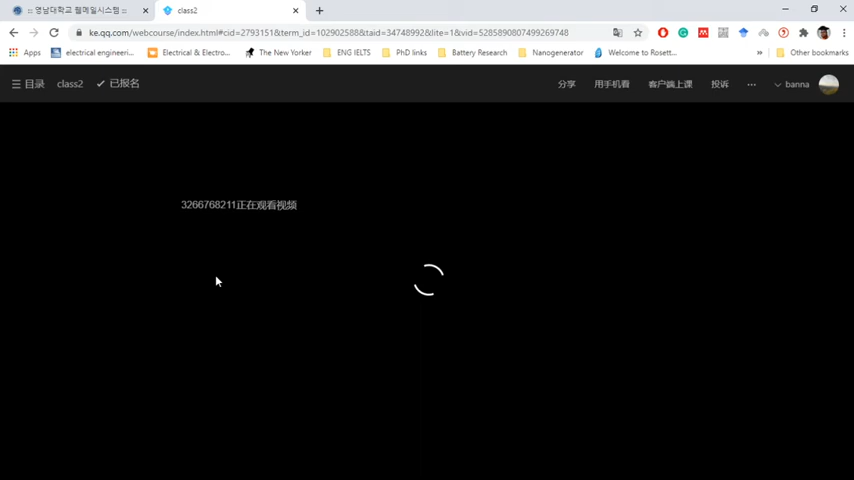 :: 영남대학교 웹메일시스템 ::
class2
ke.qq.com/webcourse/index.html#cid=2793151&term_id=102902588&taid=347489928&lite=1&vid=5285890807499269748
Apps electrical engineeri... Electrical & Electro... The New Yorker ENG IELTS PhD links Battery Research Nanogenerator Welcome to Rosett... » Other bookmarks
目录 class2 已报名 分享 用手机看 客户端上课 投诉 ... banna
3266768211正在观看视频